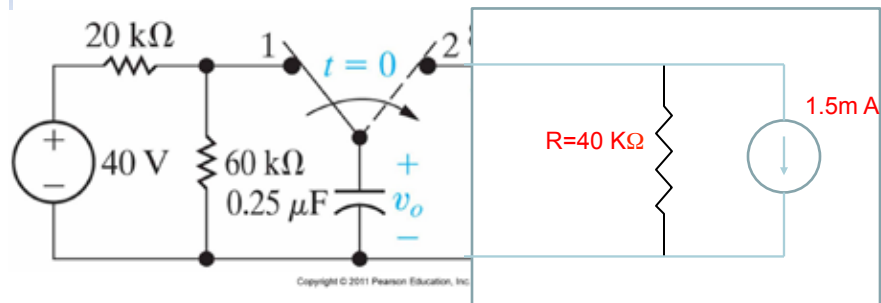 20 kΩ
1
t = 0
2
1.5m A
+
−
40 V
60 kΩ
0.25 μF
+
v_o
−
R=40 KΩ
Copyright © 2011 Pearson Education, Inc.